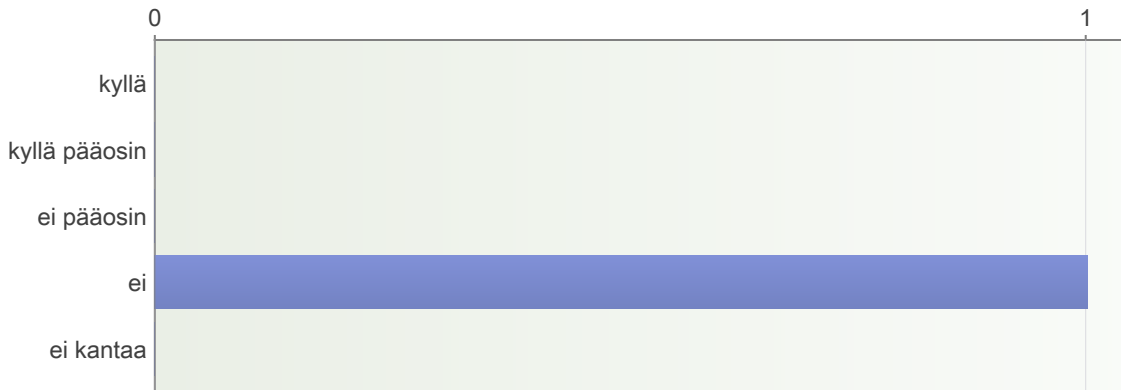 0 1
kyllä
kyllä pääosin
ei pääosin
ei
ei kantaa